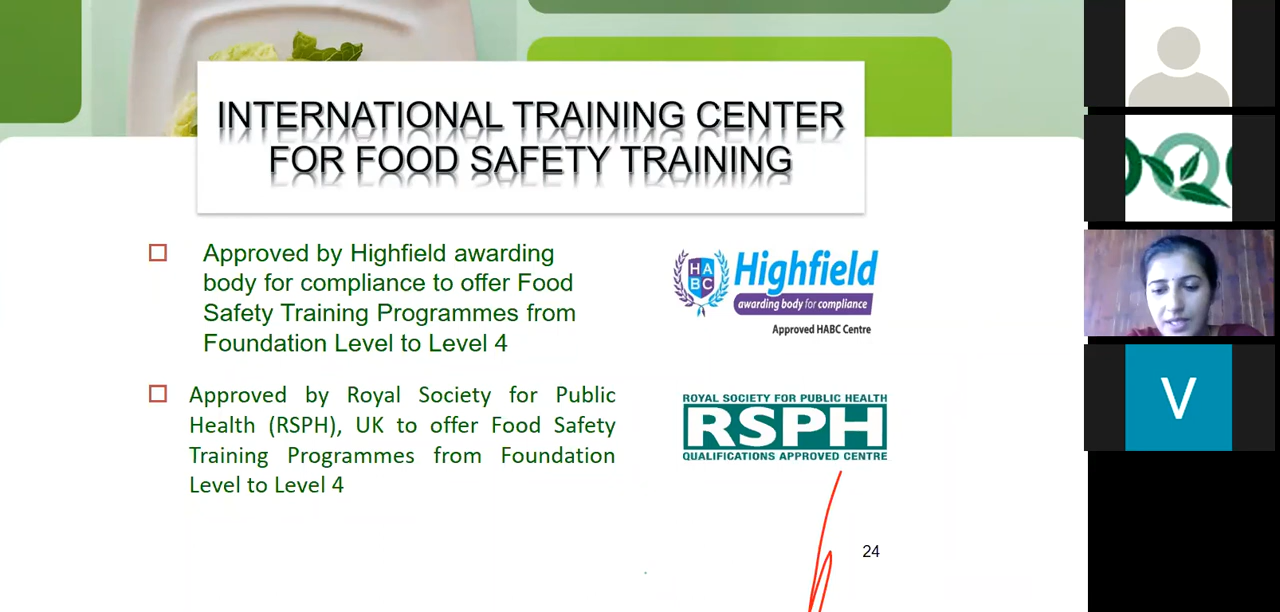 INTERNATIONAL TRAINING CENTER
FOR FOOD SAFETY TRAINING
Approved by Highfield awarding
body for compliance to offer Food
Safety Training Programmes from
Foundation Level to Level 4
HA
BC
Highfield
awarding body for compliance
Approved HABC Centre
Approved by Royal Society for Public
Health (RSPH), UK to offer Food Safety
Training Programmes from Foundation
Level to Level 4
ROYAL SOCIETY FOR PUBLIC HEALTH
RSPH
QUALIFICATIONS APPROVED CENTRE
24
V